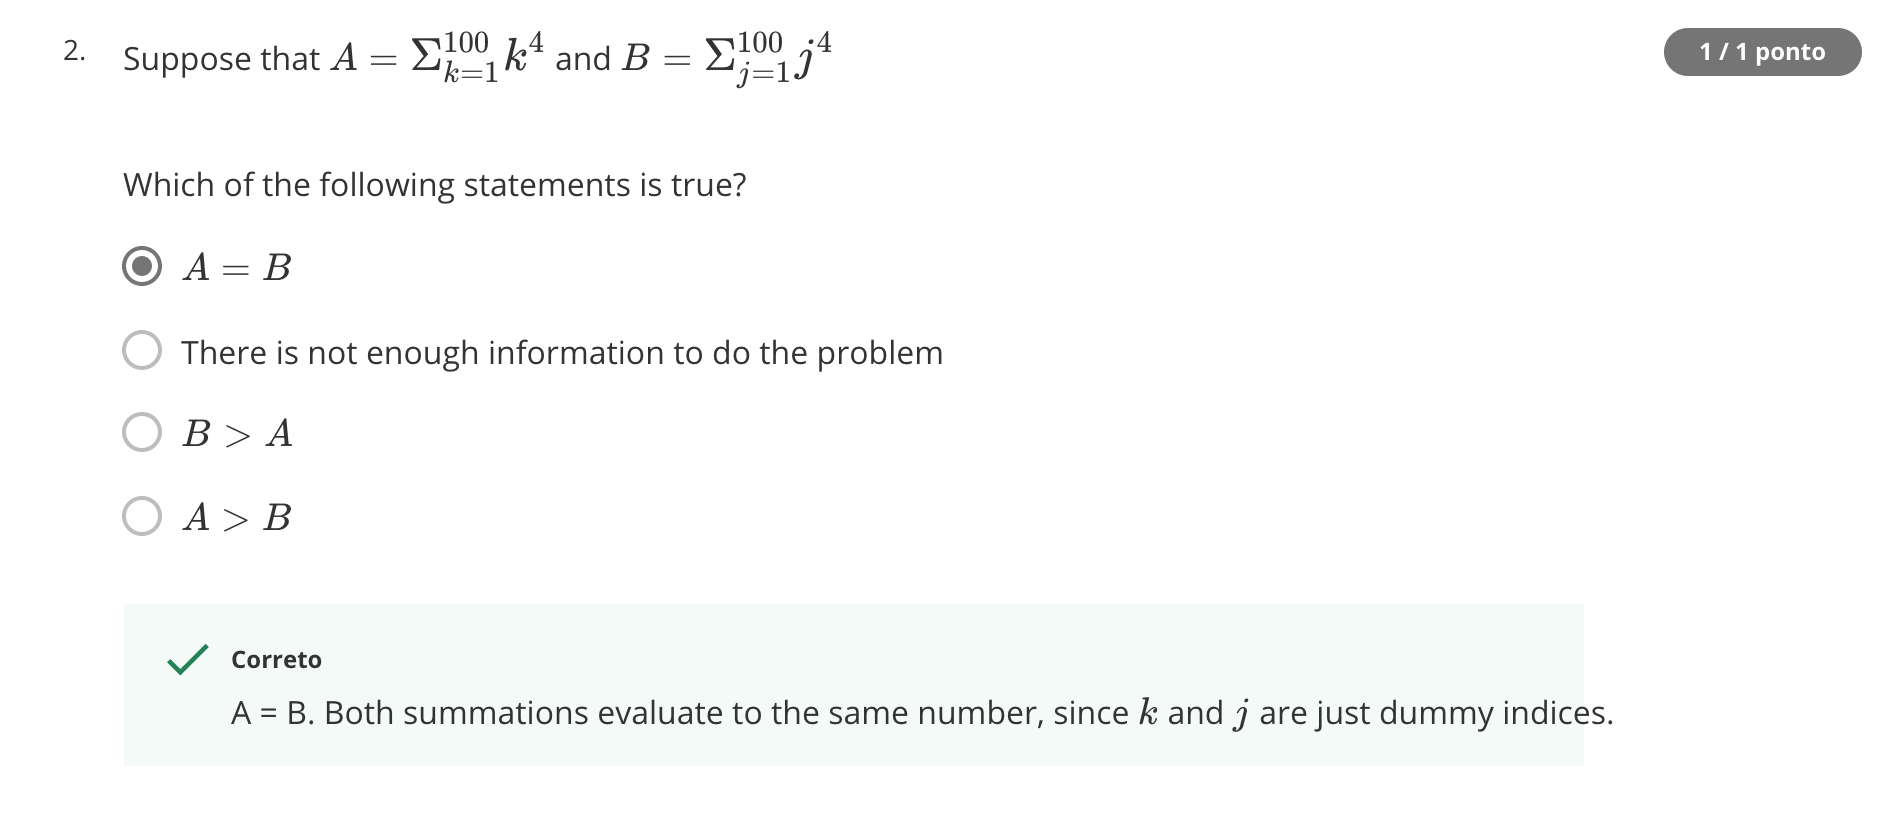 2. Suppose that $A = \Sigma_{k=1}^{100} k^4$ and $B = \Sigma_{j=1}^{100} j^4$
1 / 1 ponto
Which of the following statements is true?
$A = B$
There is not enough information to do the problem
$B > A$
$A > B$
Correto
A = B. Both summations evaluate to the same number, since $k$ and $j$ are just dummy indices.